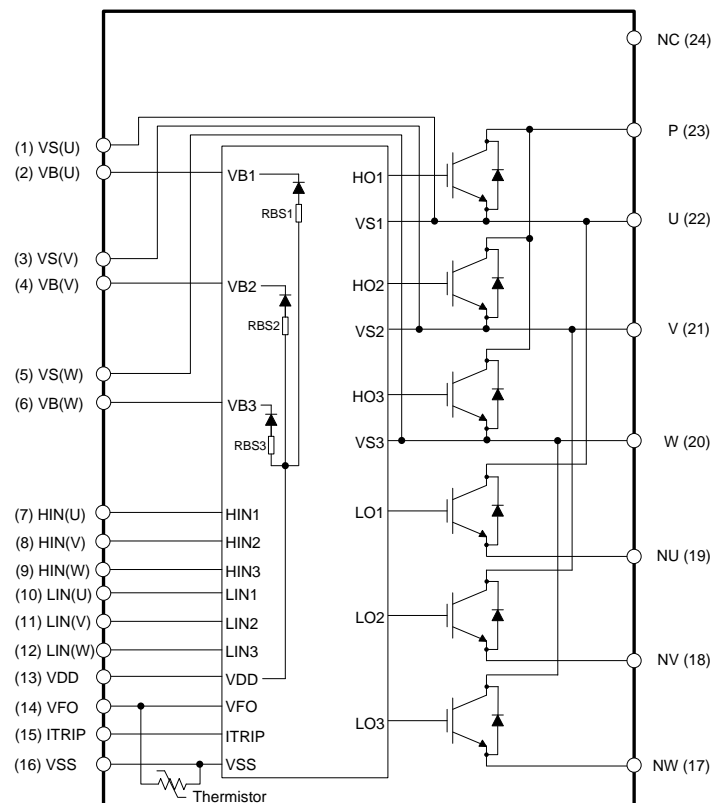 NC (24)
P (23)
(1) VS(U)
(2) VB(U)
VB1
HO1
RBS1
VS1
U (22)
(3) VS(V)
(4) VB(V)
VB2
HO2
RBS2
VS2
V (21)
(5) VS(W)
(6) VB(W)
VB3
HO3
RBS3
VS3
W (20)
(7) HIN(U)
HIN1
LO1
(8) HIN(V)
HIN2
NU (19)
(9) HIN(W)
HIN3
(10) LIN(U)
LIN1
(11) LIN(V)
LIN2
LO2
(12) LIN(W)
LIN3
NV (18)
(13) VDD
VDD
(14) VFO
VFO
LO3
(15) ITRIP
ITRIP
(16) VSS
VSS
NW (17)
Thermistor